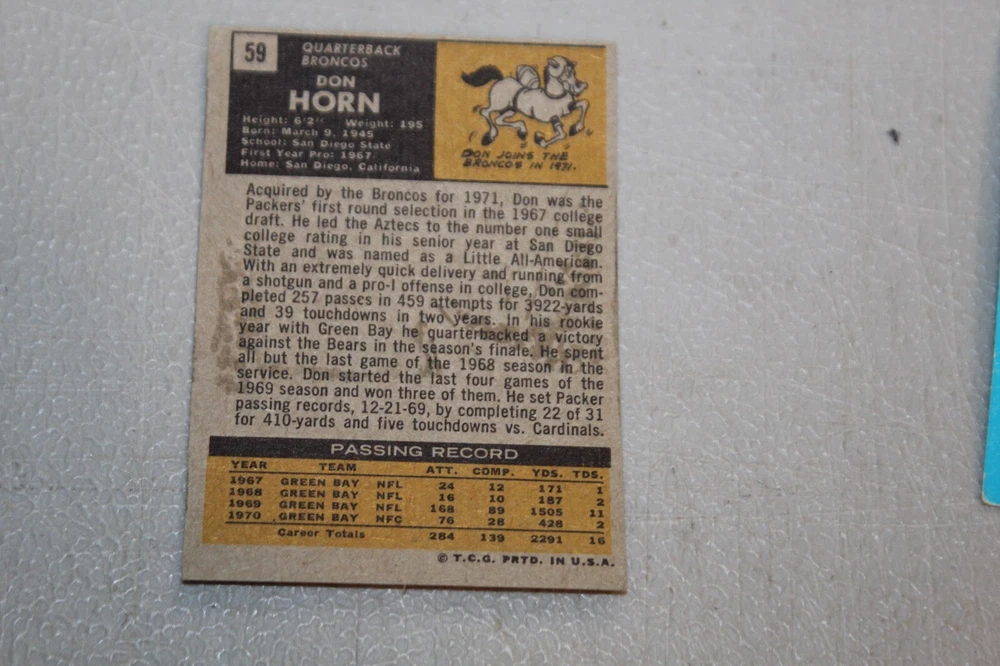 59
QUARTERBACK
BRONCOS
DON
HORN
Height: 6'2" Weight: 195
Born: March 9, 1945
School: San Diego State
First Year Pro: 1967
Home: San Diego, California
DON JOINS THE
BRONCOS IN 1971.
Acquired by the Broncos for 1971, Don was the
Packers' first round selection in the 1967 college
draft. He led the Aztecs to the number one small
college rating in his senior year at San Diego
State and was named as a Little All-American.
With an extremely quick delivery and running from
a shotgun and a pro-I offense in college, Don com-
pleted 257 passes in 459 attempts for 3922-yards
and 39 touchdowns in two years. In his rookie
year with Green Bay he quarterbacked a victory
against the Bears in the season's finale. He spent
all but the last game of the 1968 season in the
service. Don started the last four games of the
1969 season and won three of them. He set Packer
passing records, 12-21-69, by completing 22 of 31
for 410-yards and five touchdowns vs. Cardinals.
PASSING RECORD
YEAR TEAM ATT. COMP. YDS. TDS.
1967 GREEN BAY NFL 24 12 171 1
1968 GREEN BAY NFL 16 10 187 2
1969 GREEN BAY NFL 168 89 1505 11
1970 GREEN BAY NFC 76 28 428 2
Career Totals 284 139 2291 16
© T.C.G. PRTD. IN U.S.A.